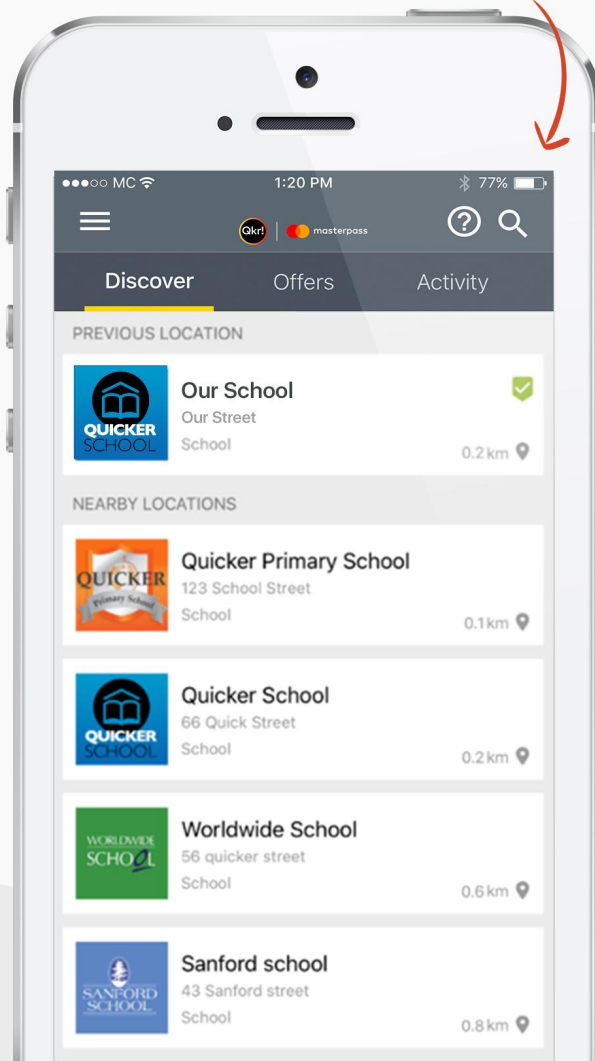 MC
1:20 PM
77%
Qkr!
masterpass
Discover
Offers
Activity
PREVIOUS LOCATION
QUICKER
SCHOOL
Our School
Our Street
School
0.2 km
NEARBY LOCATIONS
QUICKER
Primary School
Quicker Primary School
123 School Street
School
0.1 km
QUICKER
SCHOOL
Quicker School
66 Quick Street
School
0.2 km
WORLDWIDE
SCHOOL
Worldwide School
56 quicker street
School
0.6 km
SANFORD
SCHOOL
Sanford school
43 Sanford street
School
0.8 km